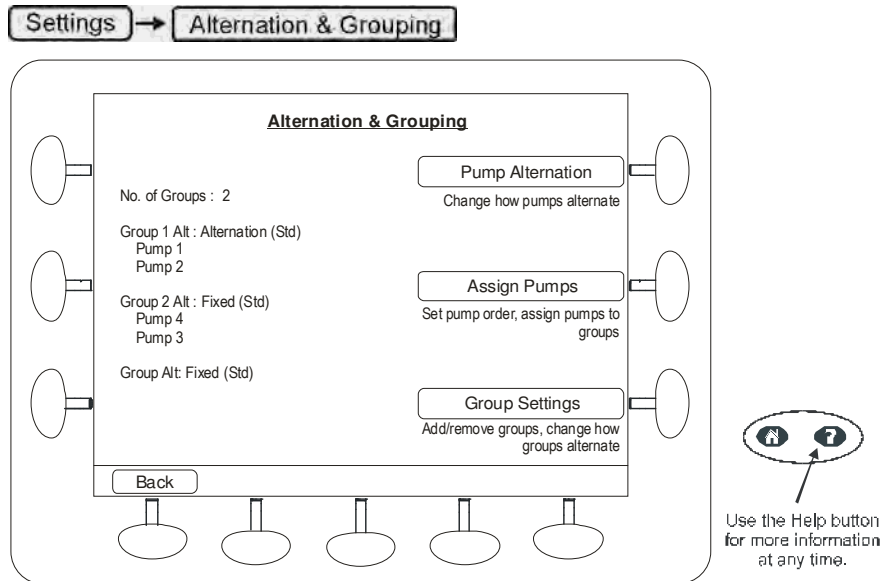 Settings → Alternation & Grouping
Alternation & Grouping
No. of Groups : 2
Group 1 Alt : Alternation (Std)
Pump 1
Pump 2
Group 2 Alt : Fixed (Std)
Pump 4
Pump 3
Group Alt: Fixed (Std)
Pump Alternation
Change how pumps alternate
Assign Pumps
Set pump order, assign pumps to
groups
Group Settings
Add/remove groups, change how
groups alternate
Back
?
Use the Help button
for more information
at any time.